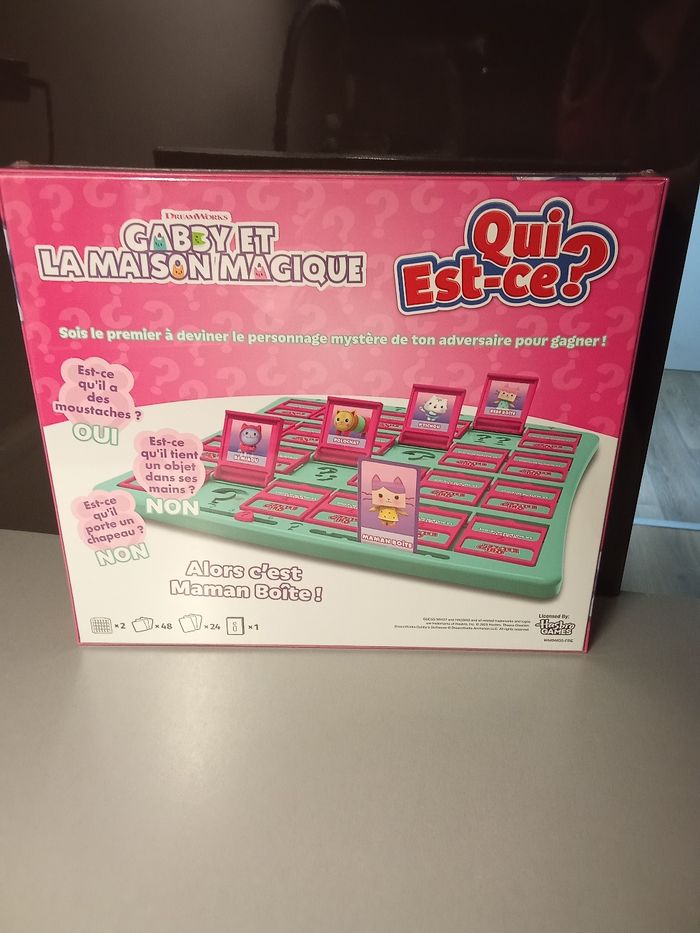 DREAMWORKS
GABBY ET
LA MAISON MAGIQUE
Qui
Est-ce?
Sois le premier à deviner le personnage mystère de ton adversaire pour gagner !
Est-ce
qu'il a
des
moustaches ?
OUI
Est-ce
qu'il tient
un objet
dans ses
mains ?
NON
Est-ce
qu'il
porte un
chapeau ?
NON
POLOCHAT
BÉBÉ BOÎTE
MAMAN BOÎTE
Alors c'est
Maman Boîte !
×2
×48
×24
×1
Licensed By:
Hasbro
GAMES